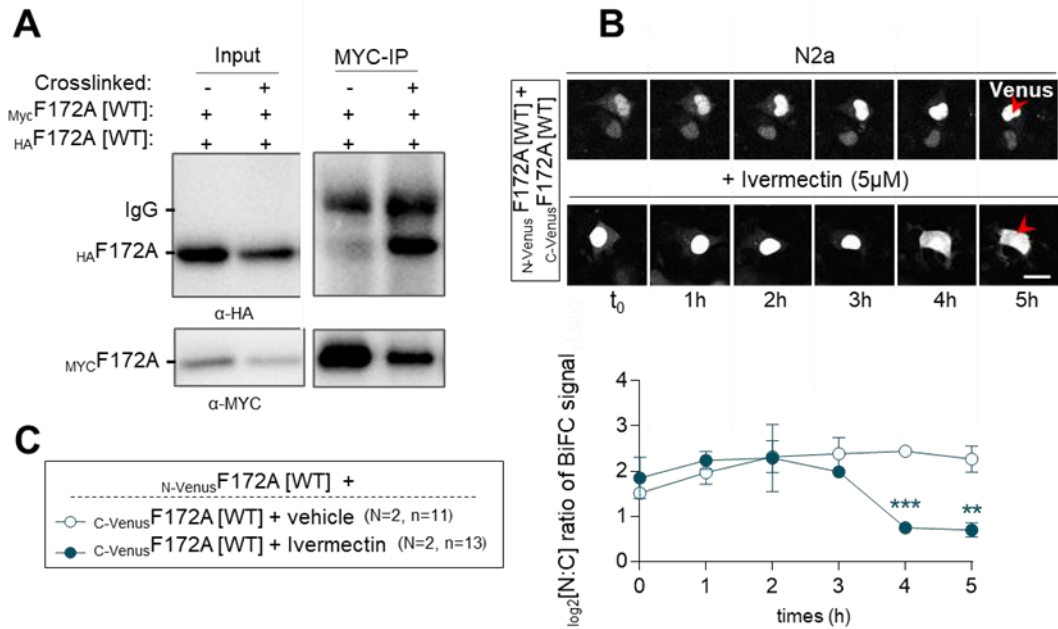 A
Input
MYC-IP
Crosslinked: - + - +
MycF172A [WT]: + + + +
HAF172A [WT]: + + + +
IgG
HAF172A
α-HA
MYCF172A
α-MYC
B
N2a
Venus
N-VenusF172A [WT] +
C-VenusF172A [WT]
+ Ivermectin (5µM)
t0 1h 2h 3h 4h 5h
log2[N:C] ratio of BiFC signal
4
3
2
1
0
*** **
0 1 2 3 4 5
times (h)
C
N-VenusF172A [WT] +
C-VenusF172A [WT] + vehicle (N=2, n=11)
C-VenusF172A [WT] + Ivermectin (N=2, n=13)